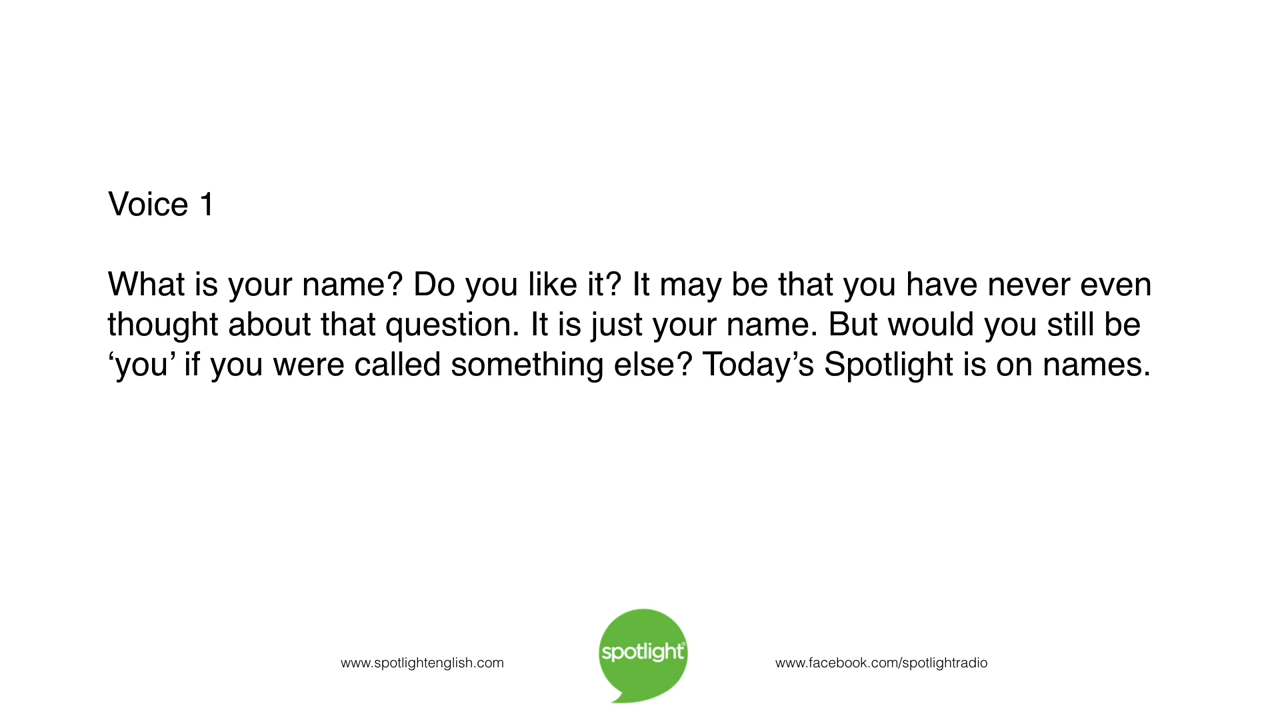 Voice 1
What is your name? Do you like it? It may be that you have never even
thought about that question. It is just your name. But would you still be
‘you’ if you were called something else? Today’s Spotlight is on names.
www.spotlightenglish.com
spotlight®
www.facebook.com/spotlightradio